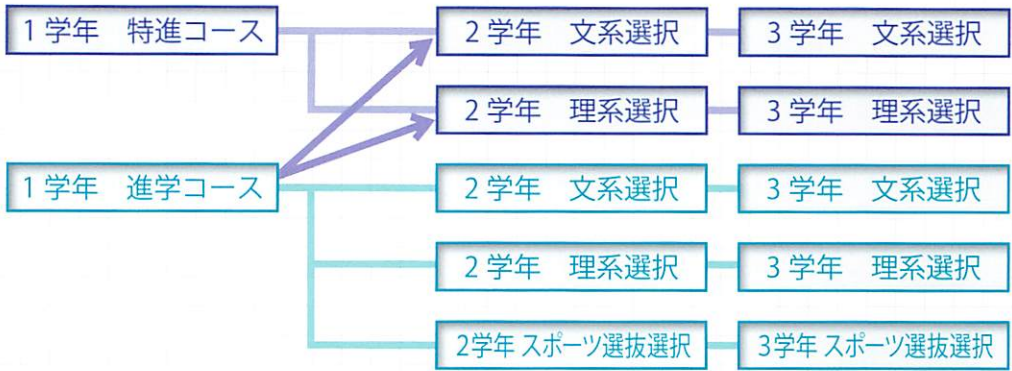 1学年　特進コース
2学年　文系選択
3学年　文系選択
2学年　理系選択
3学年　理系選択
1学年　進学コース
2学年　文系選択
3学年　文系選択
2学年　理系選択
3学年　理系選択
2学年 スポーツ選抜選択
3学年 スポーツ選抜選択